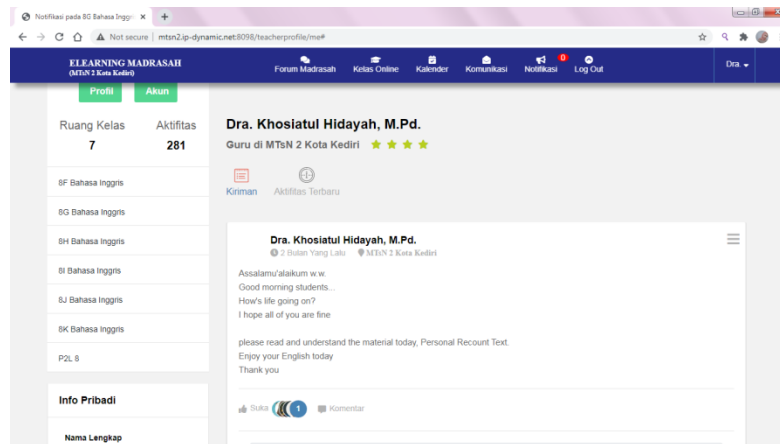 Notifikasi pada 8G Bahasa Inggr
Not secure | mtsn2.ip-dynamic.net:8098/teacherprofile/me#
ELEARNING MADRASAH
(MTsN 2 Kota Kediri)
Forum Madrasah
Kelas Online
Kalender
Komunikasi
Notifikasi
0
Log Out
Dra.
Profil
Akun
Ruang Kelas
7
Aktifitas
281
8F Bahasa Inggris
8G Bahasa Inggris
8H Bahasa Inggris
8I Bahasa Inggris
8J Bahasa Inggris
8K Bahasa Inggris
P2L 8
Info Pribadi
Nama Lengkap
Dra. Khosiatul Hidayah, M.Pd.
Guru di MTsN 2 Kota Kediri
Kiriman
Aktifitas Terbaru
Dra. Khosiatul Hidayah, M.Pd.
2 Bulan Yang Lalu MTsN 2 Kota Kediri
Assalamu'alaikum w.w.
Good morning students...
How's life going on?
I hope all of you are fine
please read and understand the material today, Personal Recount Text.
Enjoy your English today
Thank you
Suka 1 Komentar